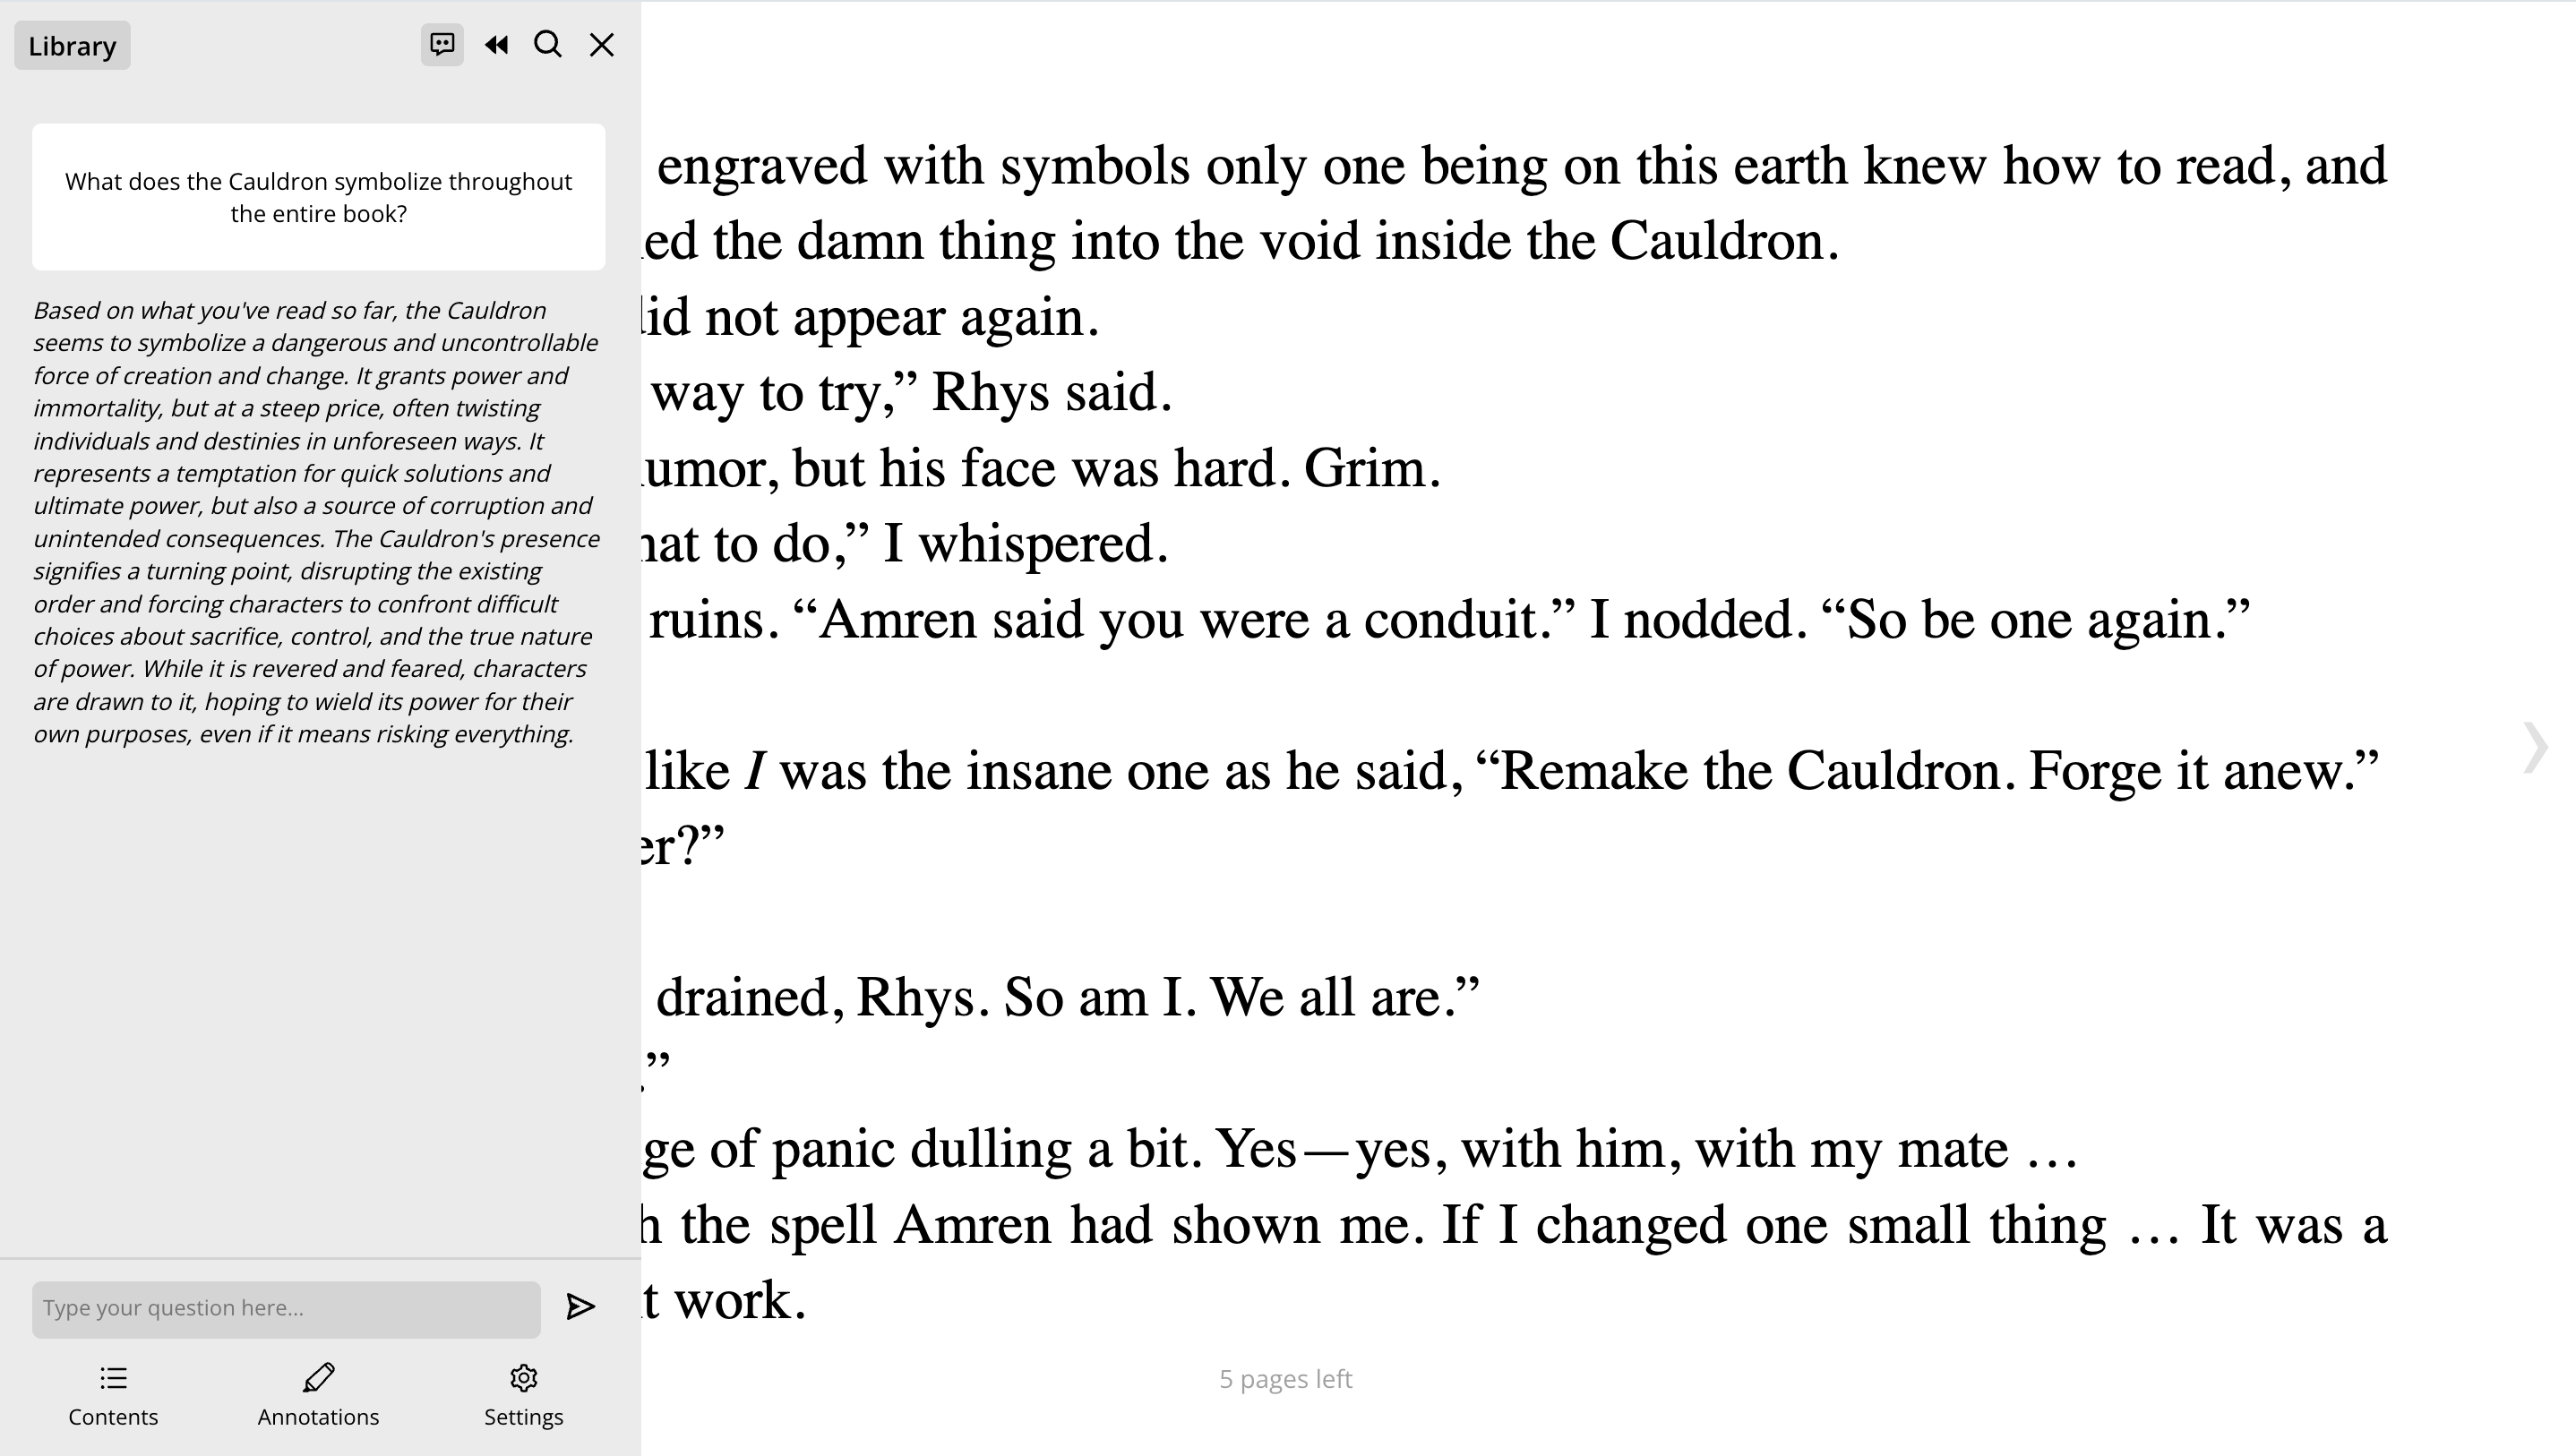 Library
What does the Cauldron symbolize throughout
the entire book?
Based on what you've read so far, the Cauldron
seems to symbolize a dangerous and uncontrollable
force of creation and change. It grants power and
immortality, but at a steep price, often twisting
individuals and destinies in unforeseen ways. It
represents a temptation for quick solutions and
ultimate power, but also a source of corruption and
unintended consequences. The Cauldron's presence
signifies a turning point, disrupting the existing
order and forcing characters to confront difficult
choices about sacrifice, control, and the true nature
of power. While it is revered and feared, characters
are drawn to it, hoping to wield its power for their
own purposes, even if it means risking everything.
Type your question here...
Contents
Annotations
Settings
engraved with symbols only one being on this earth knew how to read, and
ed the damn thing into the void inside the Cauldron.
did not appear again.
way to try,” Rhys said.
umor, but his face was hard. Grim.
hat to do,” I whispered.
ruins. “Amren said you were a conduit.” I nodded. “So be one again.”
like I was the insane one as he said, “Remake the Cauldron. Forge it anew.”
er?”
drained, Rhys. So am I. We all are.”
.”
ge of panic dulling a bit. Yes—yes, with him, with my mate …
h the spell Amren had shown me. If I changed one small thing … It was a
t work.
5 pages left